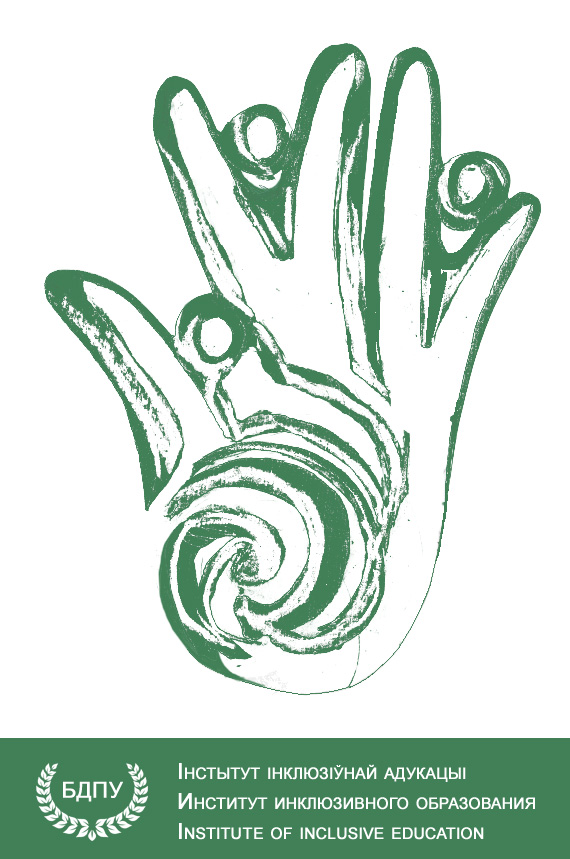 БДПУ
Інстытут інклюзіўнай адукацыі
Институт инклюзивного образования
Institute of inclusive education